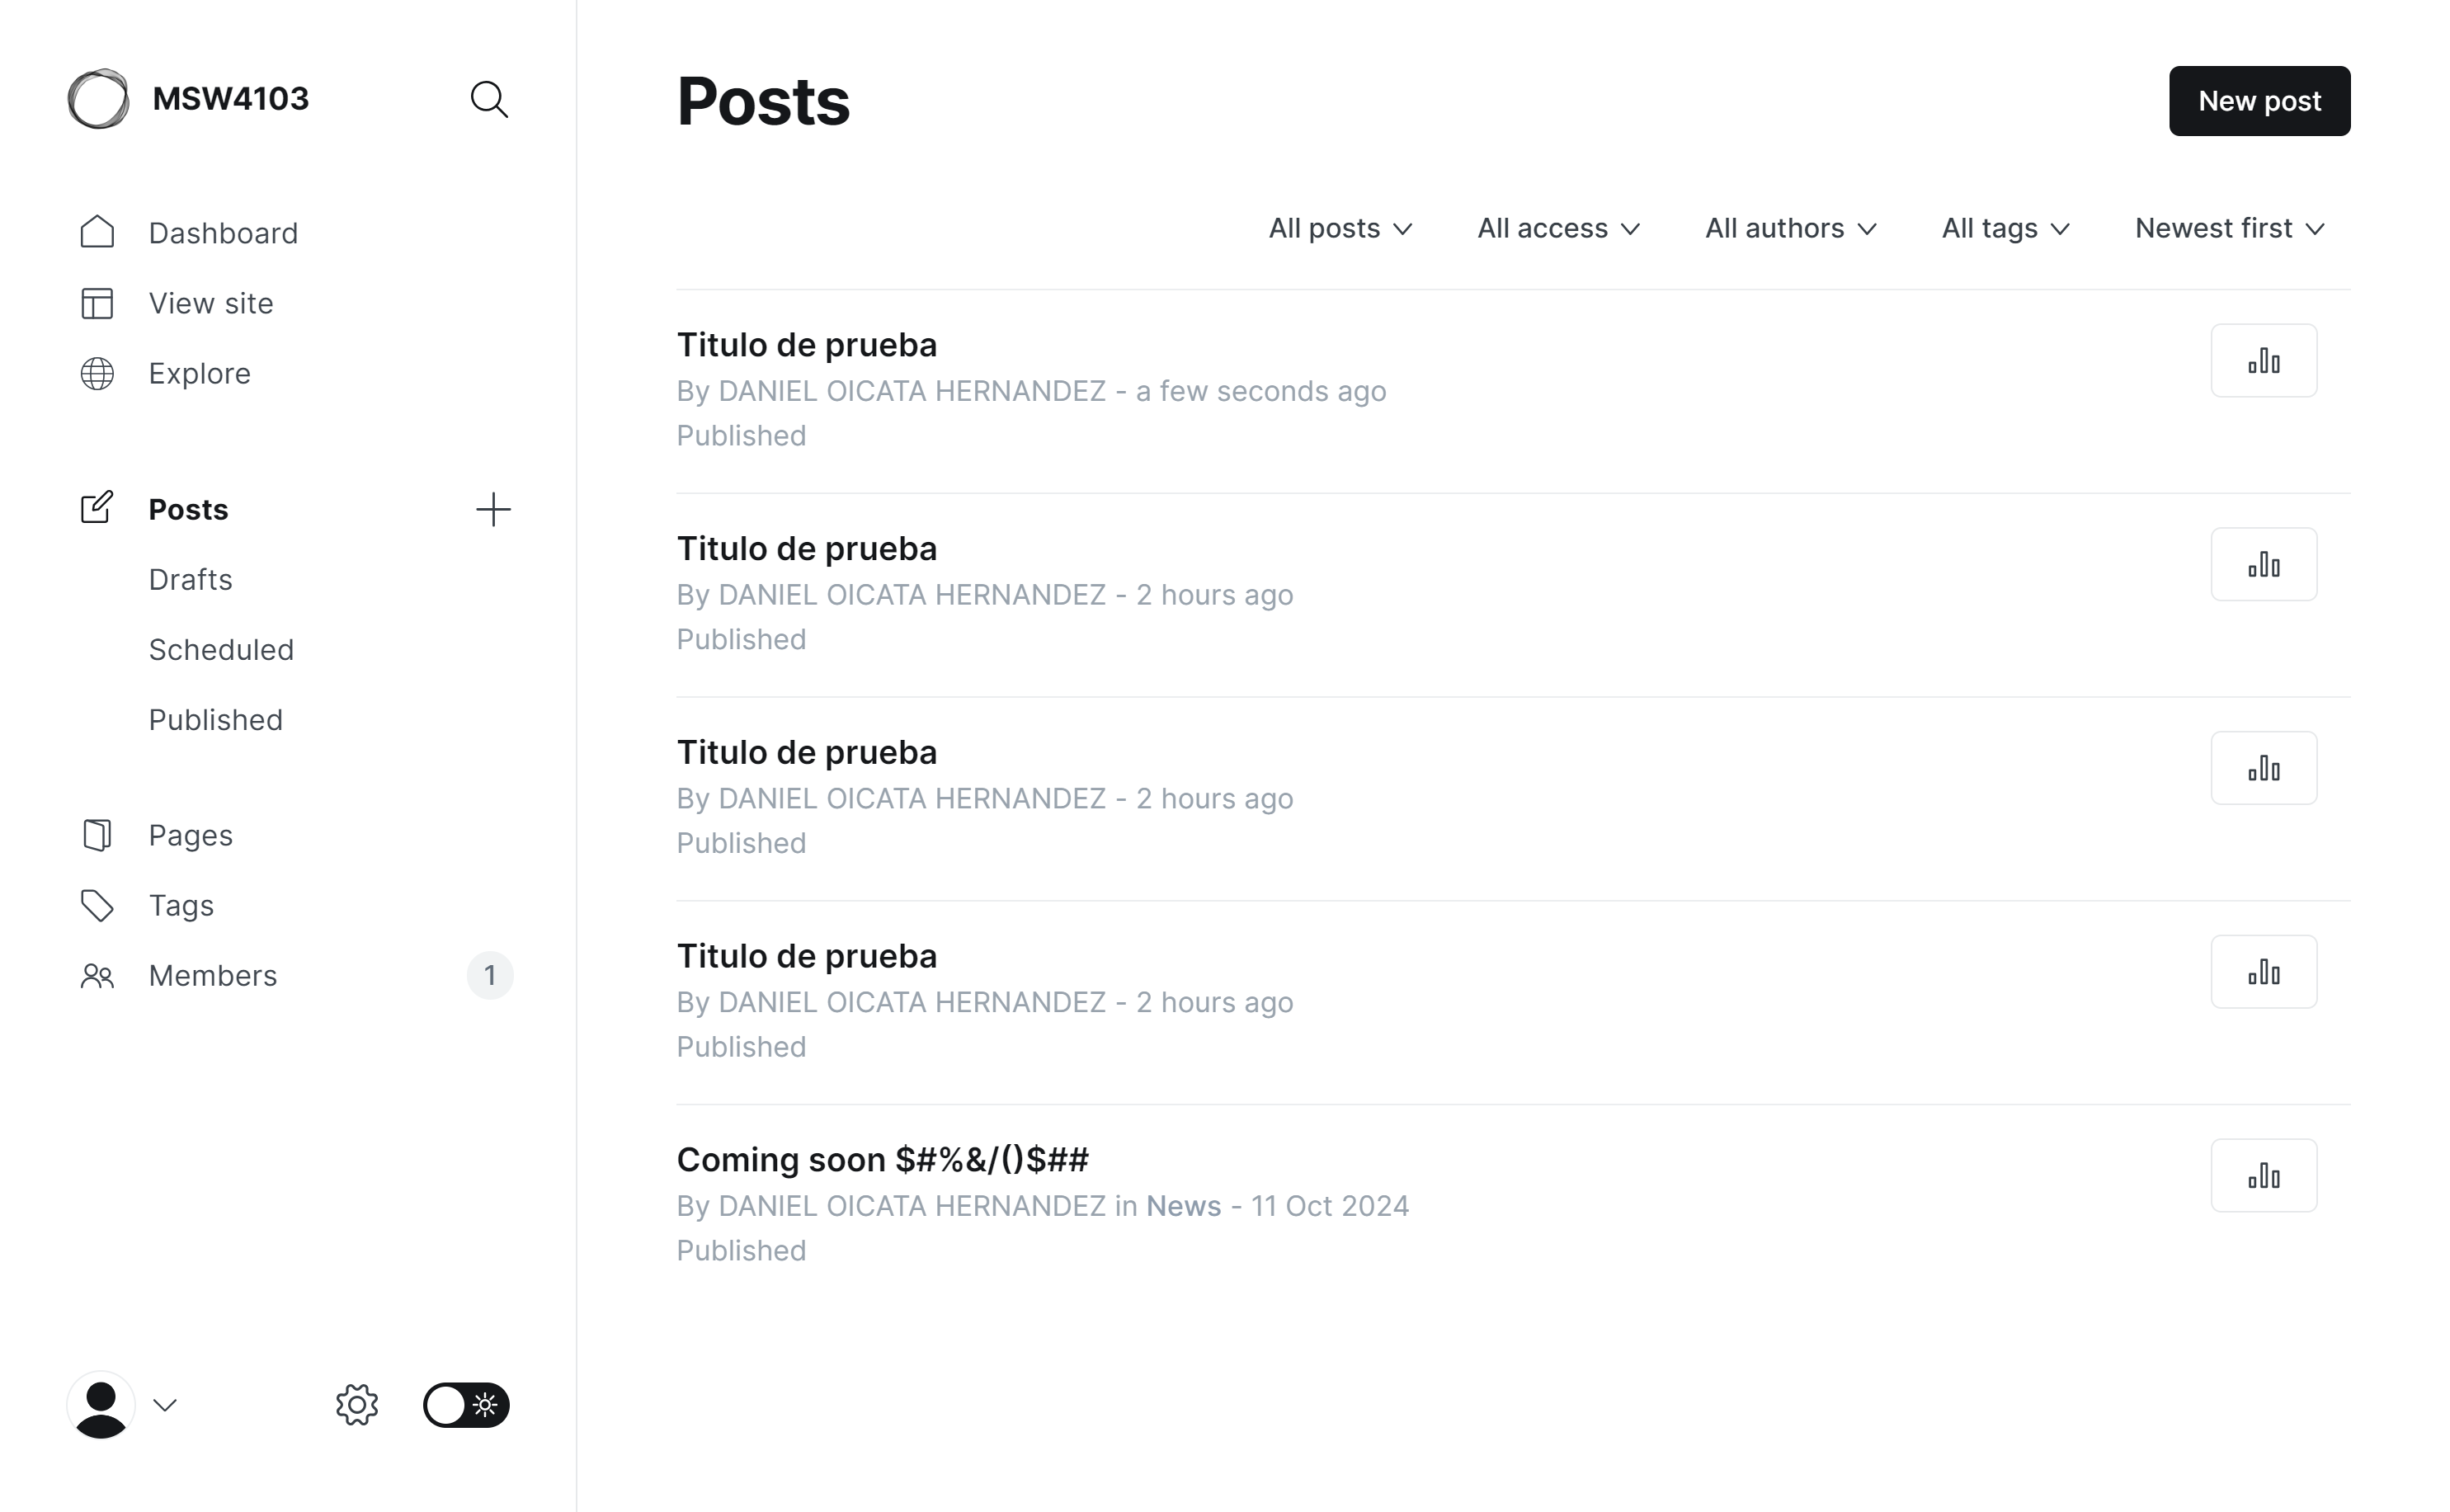 MSW4103
Dashboard
View site
Explore
Posts
Drafts
Scheduled
Published
Pages
Tags
Members 1
Posts
New post
All posts All access All authors All tags Newest first
Titulo de prueba
By DANIEL OICATA HERNANDEZ - a few seconds ago
Published
Titulo de prueba
By DANIEL OICATA HERNANDEZ - 2 hours ago
Published
Titulo de prueba
By DANIEL OICATA HERNANDEZ - 2 hours ago
Published
Titulo de prueba
By DANIEL OICATA HERNANDEZ - 2 hours ago
Published
Coming soon $#%&/()$##
By DANIEL OICATA HERNANDEZ in News - 11 Oct 2024
Published